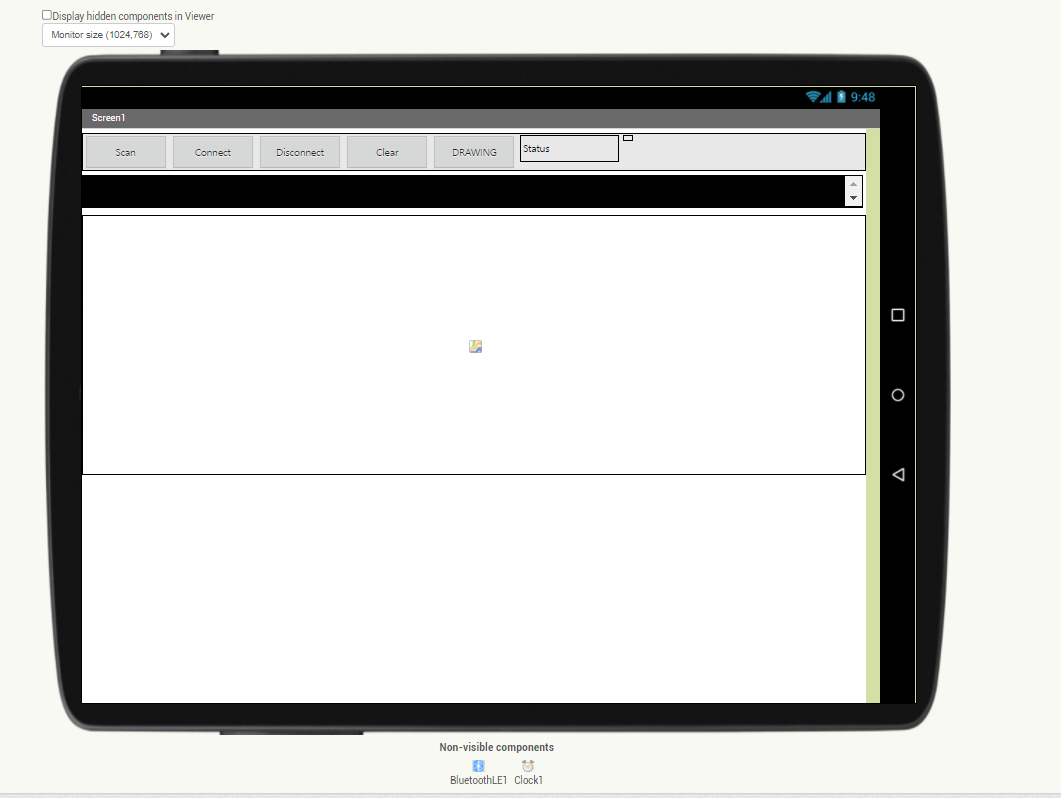 Display hidden components in Viewer
Monitor size (1024,768)
9:48
Screen1
Scan Connect Disconnect Clear DRAWING Status
Non-visible components
BluetoothLE1 Clock1